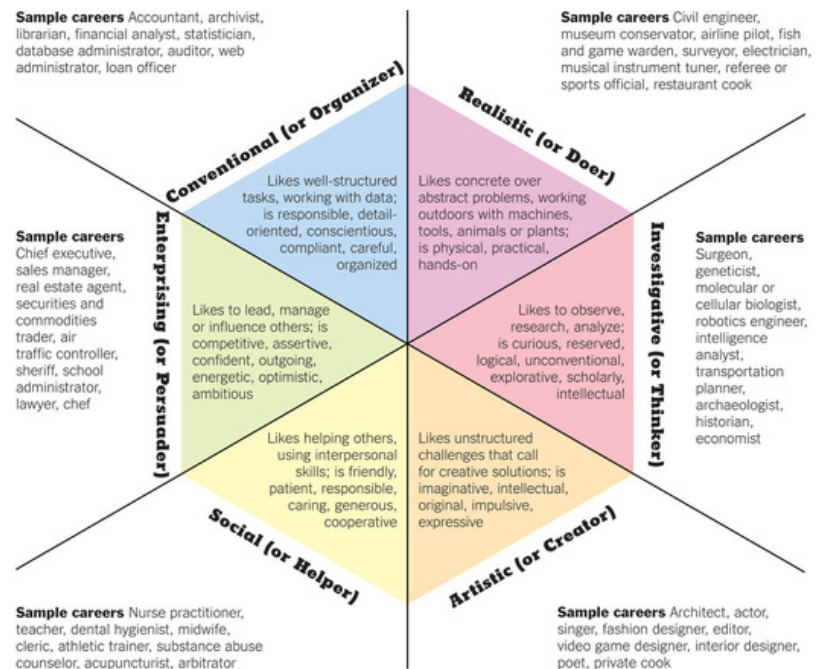 Sample careers Accountant, archivist,
librarian, financial analyst, statistician,
database administrator, auditor, web
administrator, loan officer
Sample careers Civil engineer,
museum conservator, airline pilot, fish
and game warden, surveyor, electrician,
musical instrument tuner, referee or
sports official, restaurant cook
Conventional (or Organizer)
Likes well-structured
tasks, working with data;
is responsible, detail-
oriented, conscientious,
compliant, careful,
organized
Realistic (or Doer)
Likes concrete over
abstract problems, working
outdoors with machines,
tools, animals or plants;
is physical, practical,
hands-on
Sample careers
Chief executive,
sales manager,
real estate agent,
securities and
commodities
trader, air
traffic controller,
sheriff, school
administrator,
lawyer, chef
Enterprising (or Persuader)
Likes to lead, manage
or influence others; is
competitive, assertive,
confident, outgoing,
energetic, optimistic,
ambitious
Likes to observe,
research, analyze;
is curious, reserved,
logical, unconventional,
explorative, scholarly,
intellectual
Investigative (or Thinker)
Sample careers
Surgeon,
geneticist,
molecular or
cellular biologist,
robotics engineer,
intelligence
analyst,
transportation
planner,
archaeologist,
historian,
economist
Likes helping others,
using interpersonal
skills; is friendly,
patient, responsible,
caring, generous,
cooperative
Social (or Helper)
Likes unstructured
challenges that call
for creative solutions; is
imaginative, intellectual,
original, impulsive,
expressive
Artistic (or Creator)
Sample careers Nurse practitioner,
teacher, dental hygienist, midwife,
cleric, athletic trainer, substance abuse
counselor, acupuncturist, arbitrator
Sample careers Architect, actor,
singer, fashion designer, editor,
video game designer, interior designer,
poet, private cook